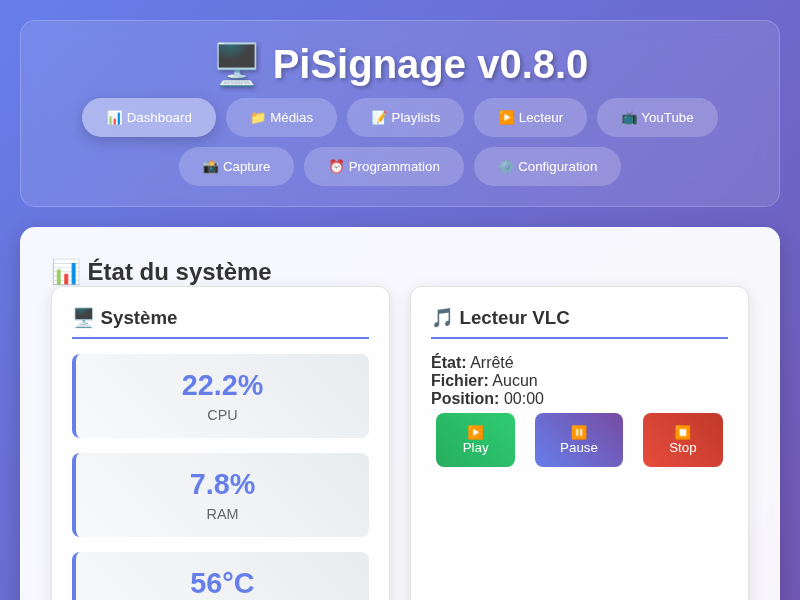 🖥️ PiSignage v0.8.0
📊 Dashboard
📁 Médias
📝 Playlists
▶️ Lecteur
📺 YouTube
📸 Capture
⏰ Programmation
⚙️ Configuration
📊 État du système
🖥️ Système
22.2%
CPU
7.8%
RAM
56°C
🎵 Lecteur VLC
État: Arrêté
Fichier: Aucun
Position: 00:00
▶️
Play
⏸️
Pause
⏹️
Stop